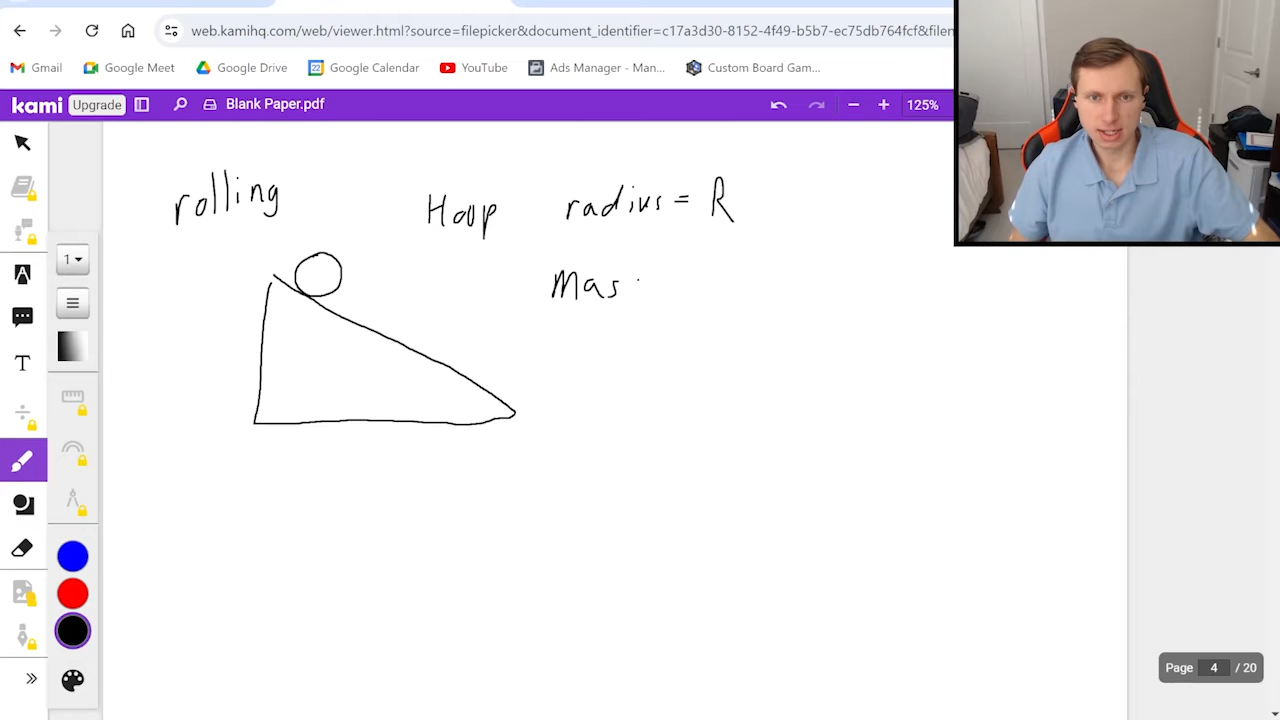 web.kamihq.com/web/viewer.html?source=filepicker&document_identifier=c17a3d30-8152-4f49-b5b7-ec75db764fcf&filen
Gmail Google Meet Google Drive 22 Google Calendar YouTube Ads Manager - Man... Custom Board Gam...
kami Upgrade Blank Paper.pdf 125%
rolling Hoop radius = R
Mas
1
A
T
Page 4 / 20